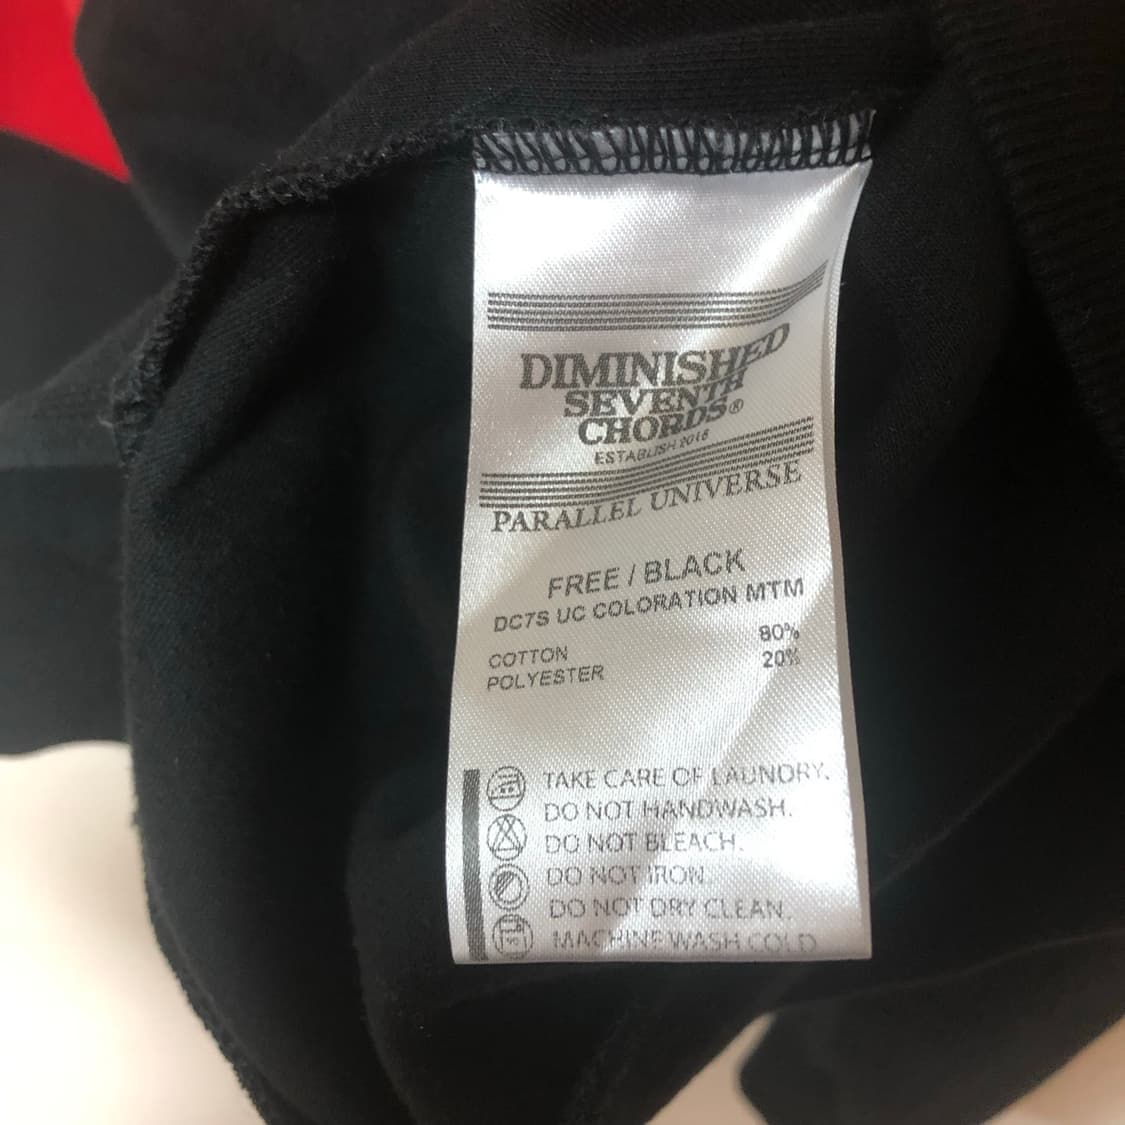 DIMINISHED
SEVENTH
CHORDS®
ESTABLISH 2016
PARALLEL UNIVERSE
FREE / BLACK
DC7S UC COLORATION MTM
COTTON 80%
POLYESTER 20%
TAKE CARE OF LAUNDRY.
DO NOT HANDWASH.
DO NOT BLEACH.
DO NOT IRON.
DO NOT DRY CLEAN.
MACHINE WASH COLD